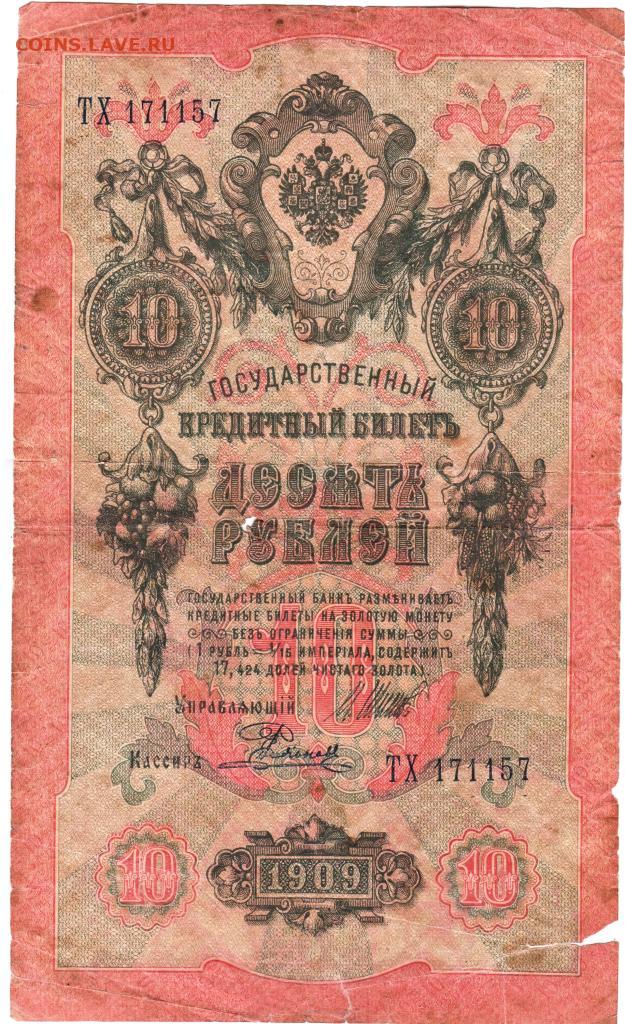 COINS.LAVE.RU
ТХ 171157
10
10
ГОСУДАРСТВЕННЫЙ
КРЕДИТНЫЙ БИЛЕТЪ
ДЕСЯТЬ
РУБЛЕЙ
ГОСУДАРСТВЕННЫЙ БАНКЪ РАЗМѢНИВАЕТЪ
КРЕДИТНЫЕ БИЛЕТЫ НА ЗОЛОТУЮ МОНЕТУ
БЕЗЪ ОГРАНИЧЕНІЯ СУММЫ
(1 РУБЛЬ = 1/15 ИМПЕРІАЛА, СОДЕРЖИТЪ
17,424 ДОЛЕЙ ЧИСТАГО ЗОЛОТА).
10
Управляющій
Кассиръ
ТХ 171157
10
1909
10